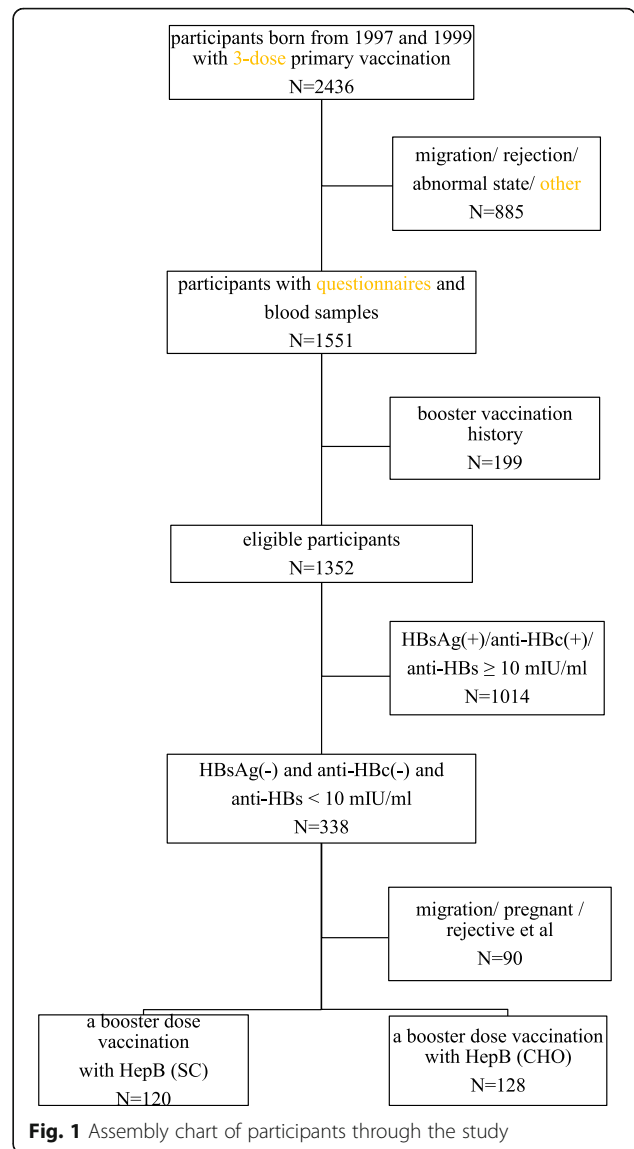 participants born from 1997 and 1999
with 3-dose primary vaccination
N=2436
migration/ rejection/
abnormal state/ other
N=885
participants with questionnaires and
blood samples
N=1551
booster vaccination
history
N=199
eligible participants
N=1352
HBsAg(+)/anti-HBc(+)/
anti-HBs ≥ 10 mIU/ml
N=1014
HBsAg(-) and anti-HBc(-) and
anti-HBs < 10 mIU/ml
N=338
migration/ pregnant /
rejective et al
N=90
a booster dose
vaccination
with HepB (SC)
N=120
a booster dose vaccination
with HepB (CHO)
N=128
Fig. 1 Assembly chart of participants through the study